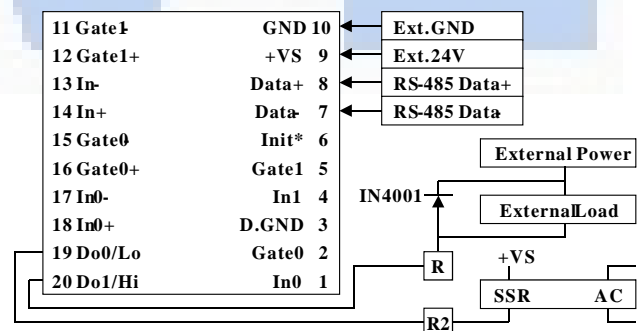 11 Gate1- GND 10 Ext.GND
12 Gate1+ +VS 9 Ext.24V
13 In- Data+ 8 RS-485 Data+
14 In+ Data- 7 RS-485 Data-
15 Gate0- Init* 6
16 Gate0+ Gate1 5 External Power
17 In0- In1 4 IN4001
18 In0+ D.GND 3 ExternalLoad
19 Do0/Lo Gate0 2 R +VS
20 Do1/Hi In0 1 SSR AC
R2